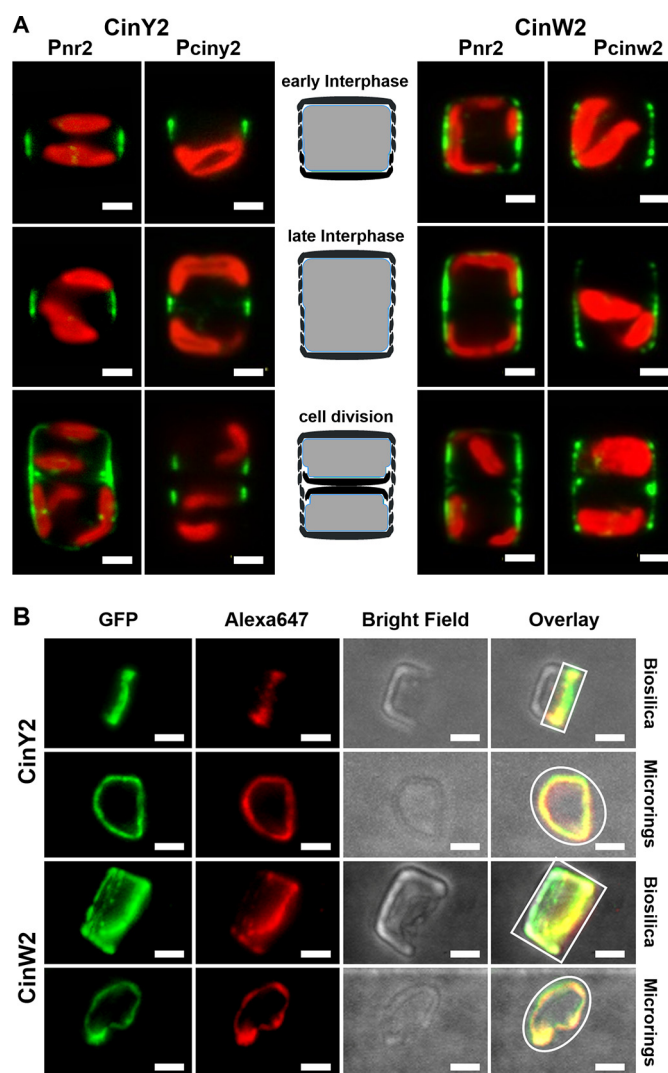 A
CinY2
CinW2
Pnr2
Pciny2
Pnr2
Pcinw2
early Interphase
late Interphase
cell division
B
GFP
Alexa647
Bright Field
Overlay
CinY2
Biosilica
Microrings
CinW2
Biosilica
Microrings